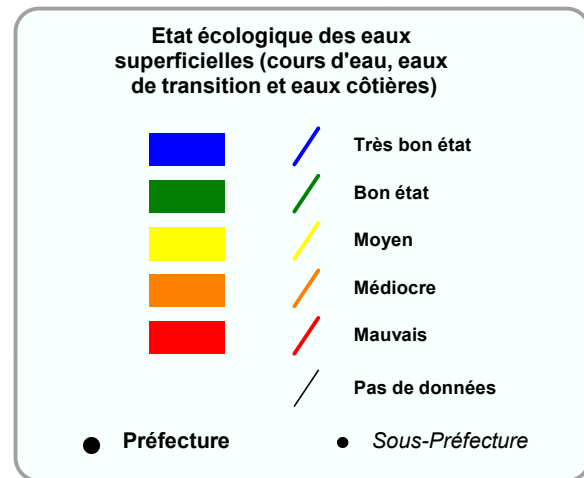 Etat écologique des eaux
superficielles (cours d'eau, eaux
de transition et eaux côtières)
Très bon état
Bon état
Moyen
Médiocre
Mauvais
Pas de données
Préfecture Sous-Préfecture